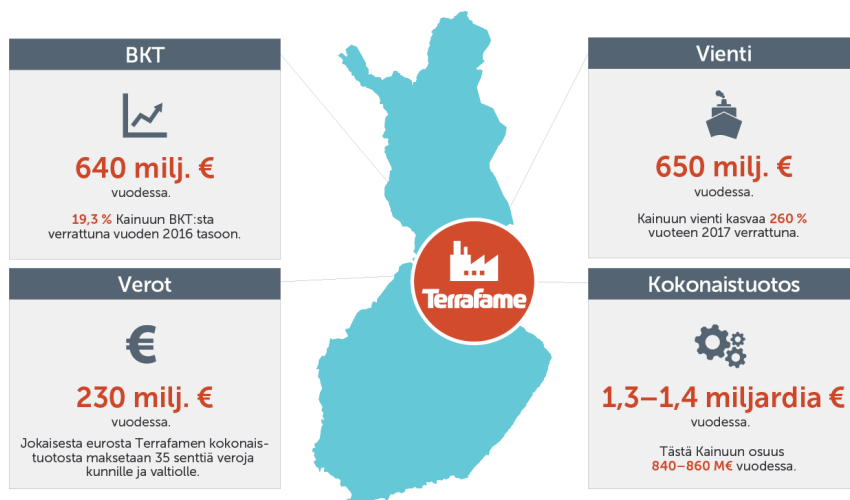 BKT
640 milj. €
vuodessa.
19,3 % Kainuun BKT:sta
verrattuna vuoden 2016 tasoon.
Vienti
650 milj. €
vuodessa.
Kainuun vienti kasvaa 260 %
vuoteen 2017 verrattuna.
Terrafame
Verot
€
230 milj. €
vuodessa.
Jokaisesta eurosta Terrafamen kokonais-
tuotosta maksetaan 35 senttiä veroja
kunnille ja valtiolle.
Kokonaistuotos
1,3–1,4 miljardia €
vuodessa.
Tästä Kainuun osuus
840–860 M€ vuodessa.